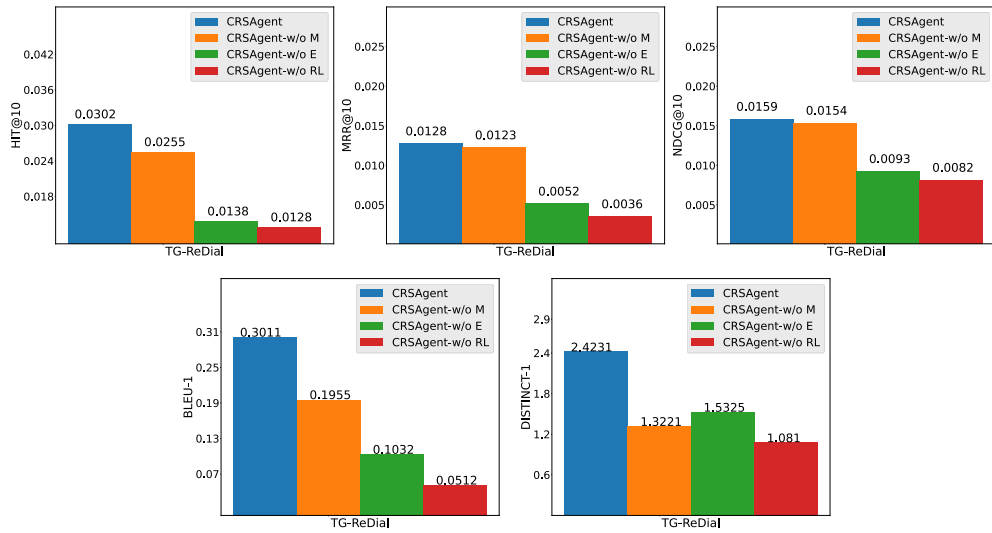 CRSAgent
CRSAgent-w/o M
CRSAgent-w/o E
CRSAgent-w/o RL
HIT@10
0.042
0.036
0.030
0.024
0.018
0.0302
0.0255
0.0138
0.0128
TG-ReDial
CRSAgent
CRSAgent-w/o M
CRSAgent-w/o E
CRSAgent-w/o RL
MRR@10
0.025
0.020
0.015
0.010
0.005
0.0128
0.0123
0.0052
0.0036
TG-ReDial
CRSAgent
CRSAgent-w/o M
CRSAgent-w/o E
CRSAgent-w/o RL
NDCG@10
0.025
0.020
0.015
0.010
0.005
0.0159
0.0154
0.0093
0.0082
TG-ReDial
CRSAgent
CRSAgent-w/o M
CRSAgent-w/o E
CRSAgent-w/o RL
BLEU-1
0.31
0.25
0.19
0.13
0.07
0.3011
0.1955
0.1032
0.0512
TG-ReDial
CRSAgent
CRSAgent-w/o M
CRSAgent-w/o E
CRSAgent-w/o RL
DISTINCT-1
2.9
2.4
1.8
1.2
0.6
2.4231
1.3221
1.5325
1.081
TG-ReDial